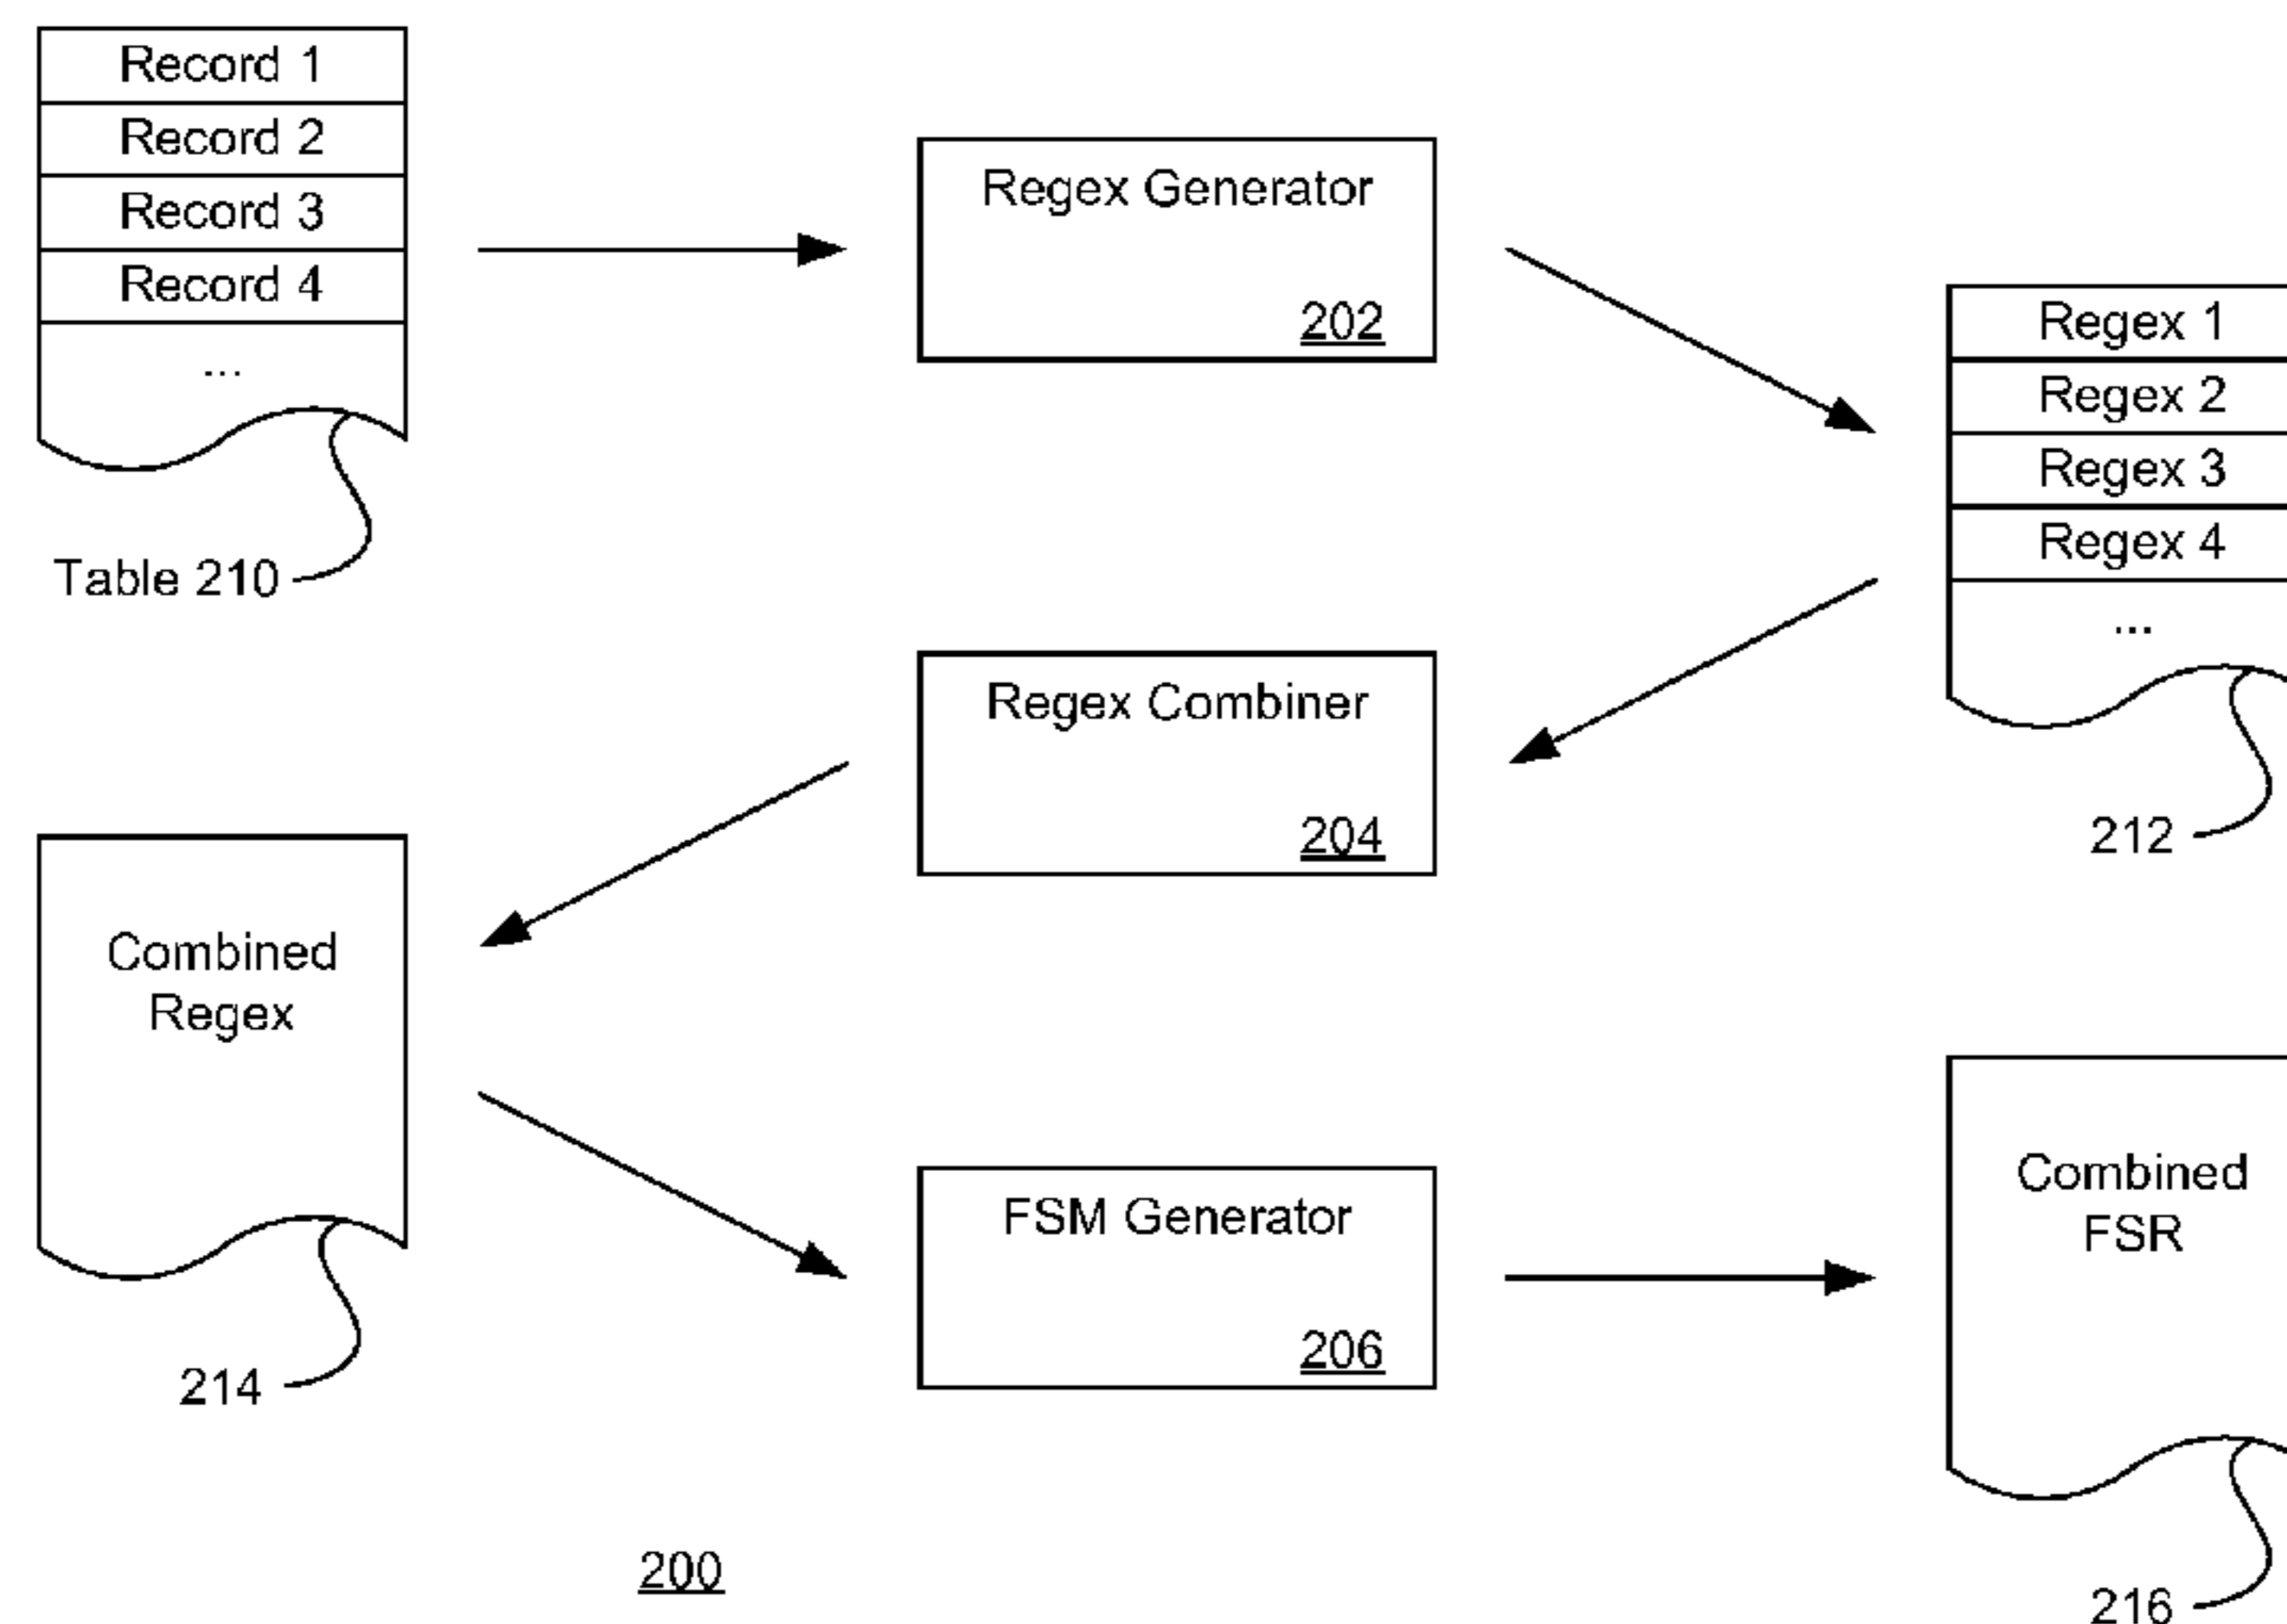 Record 1
Record 2
Record 3
Record 4
...
Table 210
Regex Generator
202
Regex 1
Regex 2
Regex 3
Regex 4
...
212
Regex Combiner
204
Combined
Regex
214
FSM Generator
206
Combined
FSR
216
200